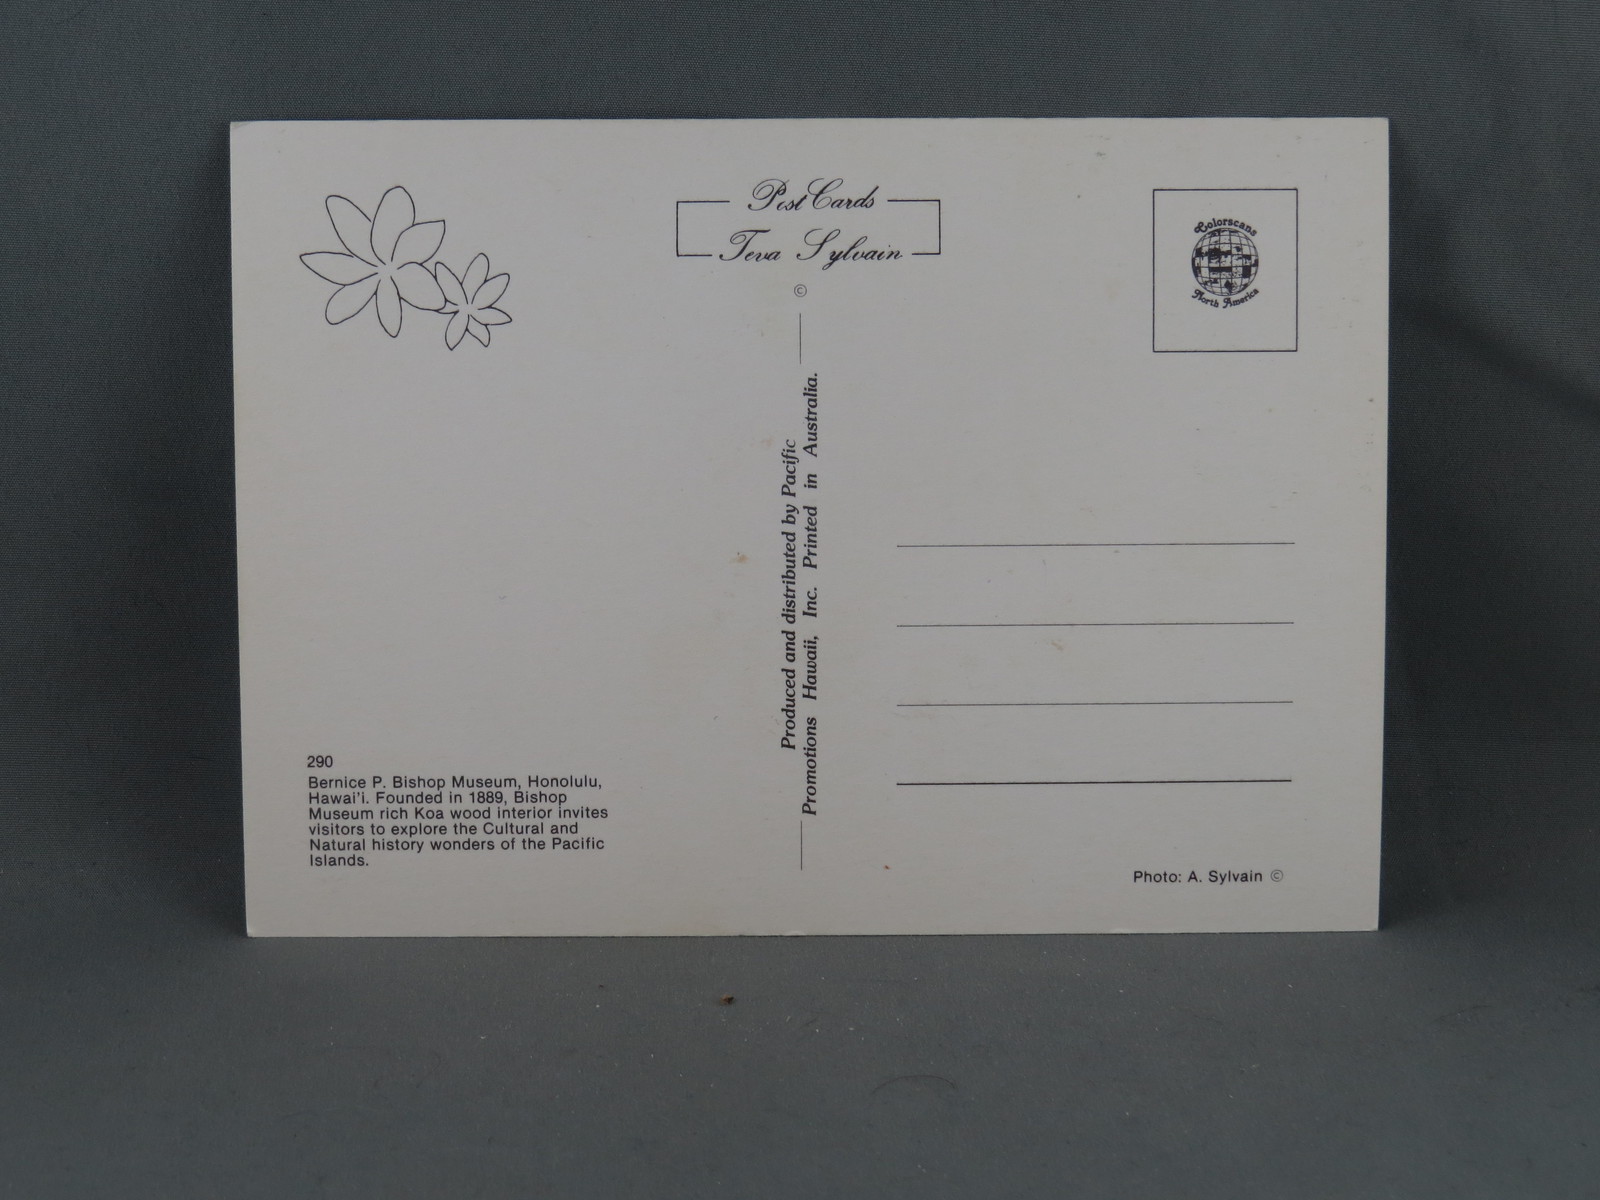 Post Cards
Teva Sylvain
©
Colorscans
North America
Produced and distributed by Pacific
Promotions Hawaii, Inc. Printed in Australia.
290
Bernice P. Bishop Museum, Honolulu,
Hawai'i. Founded in 1889, Bishop
Museum rich Koa wood interior invites
visitors to explore the Cultural and
Natural history wonders of the Pacific
Islands.
Photo: A. Sylvain ©